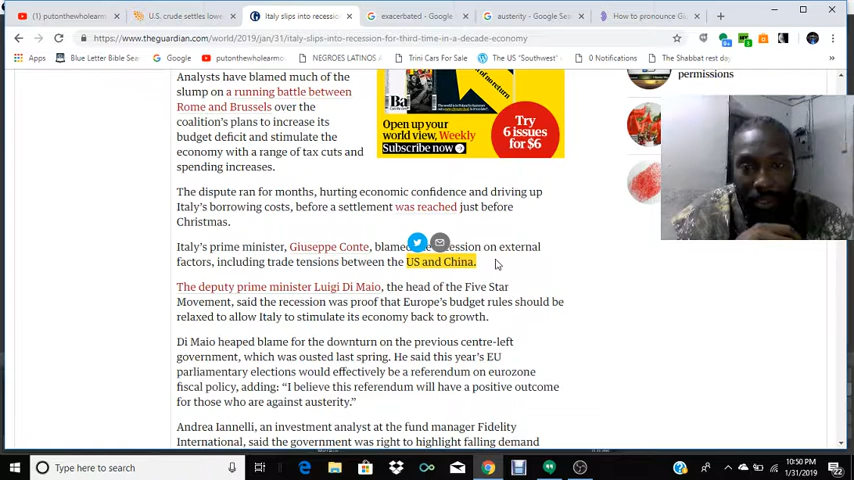 (1) putonthewholearmo
U.S. crude settles lowe
Italy slips into recessio
exacerbated - Google
austerity - Google Sea
How to pronounce Giu
https://www.theguardian.com/world/2019/jan/31/italy-slips-into-recession-for-third-time-in-a-decade-economy
Apps
Blue Letter Bible Sea
Google
putonthewholearmo
NEGROES LATINOS A
Trini Cars For Sale
The US "Southwest"
0 Notifications
The Shabbat rest day
Analysts have blamed much of the
slump on a running battle between
Rome and Brussels over the
coalition's plans to increase its
budget deficit and stimulate the
economy with a range of tax cuts and
spending increases.
of no return
Ba
Open up your
world view, Weekly
Subscribe now
Try
6 issues
for $6
permissions
The dispute ran for months, hurting economic confidence and driving up
Italy's borrowing costs, before a settlement was reached just before
Christmas.
Italy's prime minister, Giuseppe Conte, blamed ession on external
factors, including trade tensions between the US and China.
The deputy prime minister Luigi Di Maio, the head of the Five Star
Movement, said the recession was proof that Europe's budget rules should be
relaxed to allow Italy to stimulate its economy back to growth.
Di Maio heaped blame for the downturn on the previous centre-left
government, which was ousted last spring. He said this year's EU
parliamentary elections would effectively be a referendum on eurozone
fiscal policy, adding: “I believe this referendum will have a positive outcome
for those who are against austerity.”
Andrea Iannelli, an investment analyst at the fund manager Fidelity
International, said the government was right to highlight falling demand
Type here to search
10:50 PM
1/31/2019
22